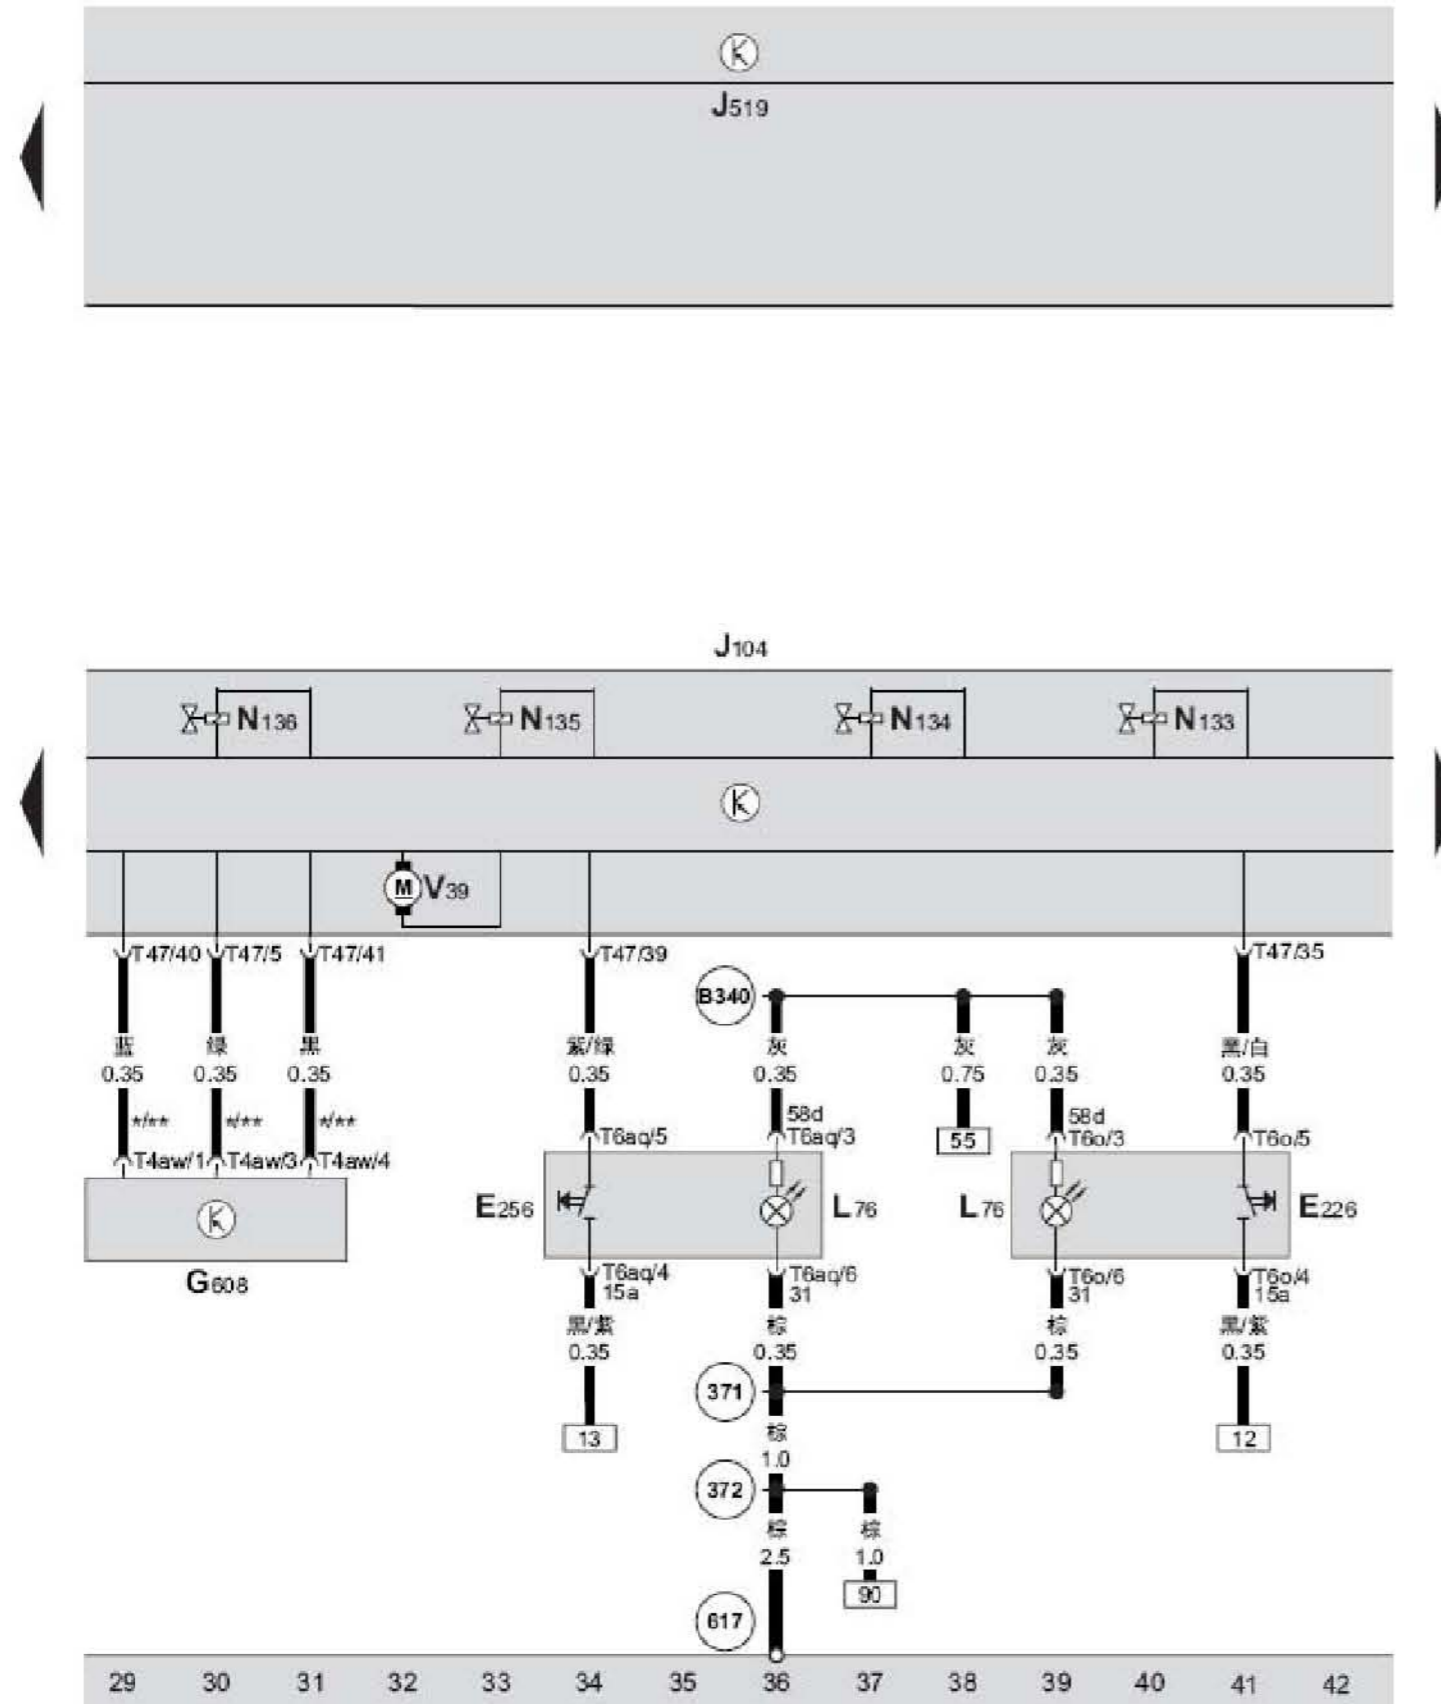 J519
J104
N136
N135
N134
N133
M
V39
T47/40
T47/5
T47/41
T47/39
T47/35
B340
蓝
绿
黑
紫/绿
灰
灰
灰
黑/白
0.35
0.35
0.35
0.35
0.35
0.75
0.35
0.35
*/**
*/**
*/**
58d
58d
T4aw/1
T4aw/3
T4aw/4
T6aq/5
T6aq/3
55
T6o/3
T6o/5
E256
L76
L76
E226
G608
T6aq/4
15a
T6aq/6
31
T6o/6
31
T6o/4
15a
黑/紫
棕
棕
黑/紫
0.35
0.35
0.35
0.35
371
13
棕
12
1.0
372
棕
棕
2.5
1.0
90
617
29 30 31 32 33 34 35 36 37 38 39 40 41 42